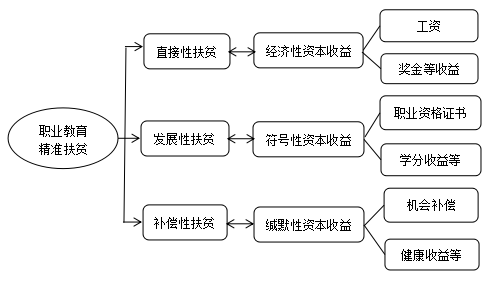 职业教育
精准扶贫
直接性扶贫
经济性资本收益
工资
奖金等收益
发展性扶贫
符号性资本收益
职业资格证书
学分收益等
补偿性扶贫
缄默性资本收益
机会补偿
健康收益等